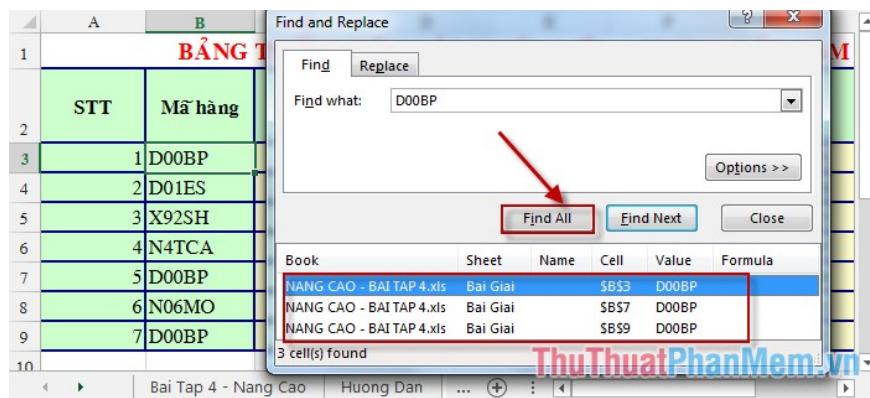 A B
Find and Replace
1 BẢNG T M
Find Replace
Find what: D00BP
2 STT Mã hàng
Options >>
3 1 D00BP
4 2 D01ES
5 3 X92SH
6 4 N4TCA
7 5 D00BP
8 6 N06MO
9 7 D00BP
10
Find All Find Next Close
Book Sheet Name Cell Value Formula
NANG CAO - BAI TAP 4.xls Bai Giai $B$3 D00BP
NANG CAO - BAI TAP 4.xls Bai Giai $B$7 D00BP
NANG CAO - BAI TAP 4.xls Bai Giai $B$9 D00BP
3 cell(s) found
ThuThuatPhanMem.vn
Bai Tap 4 - Nang Cao Huong Dan ...